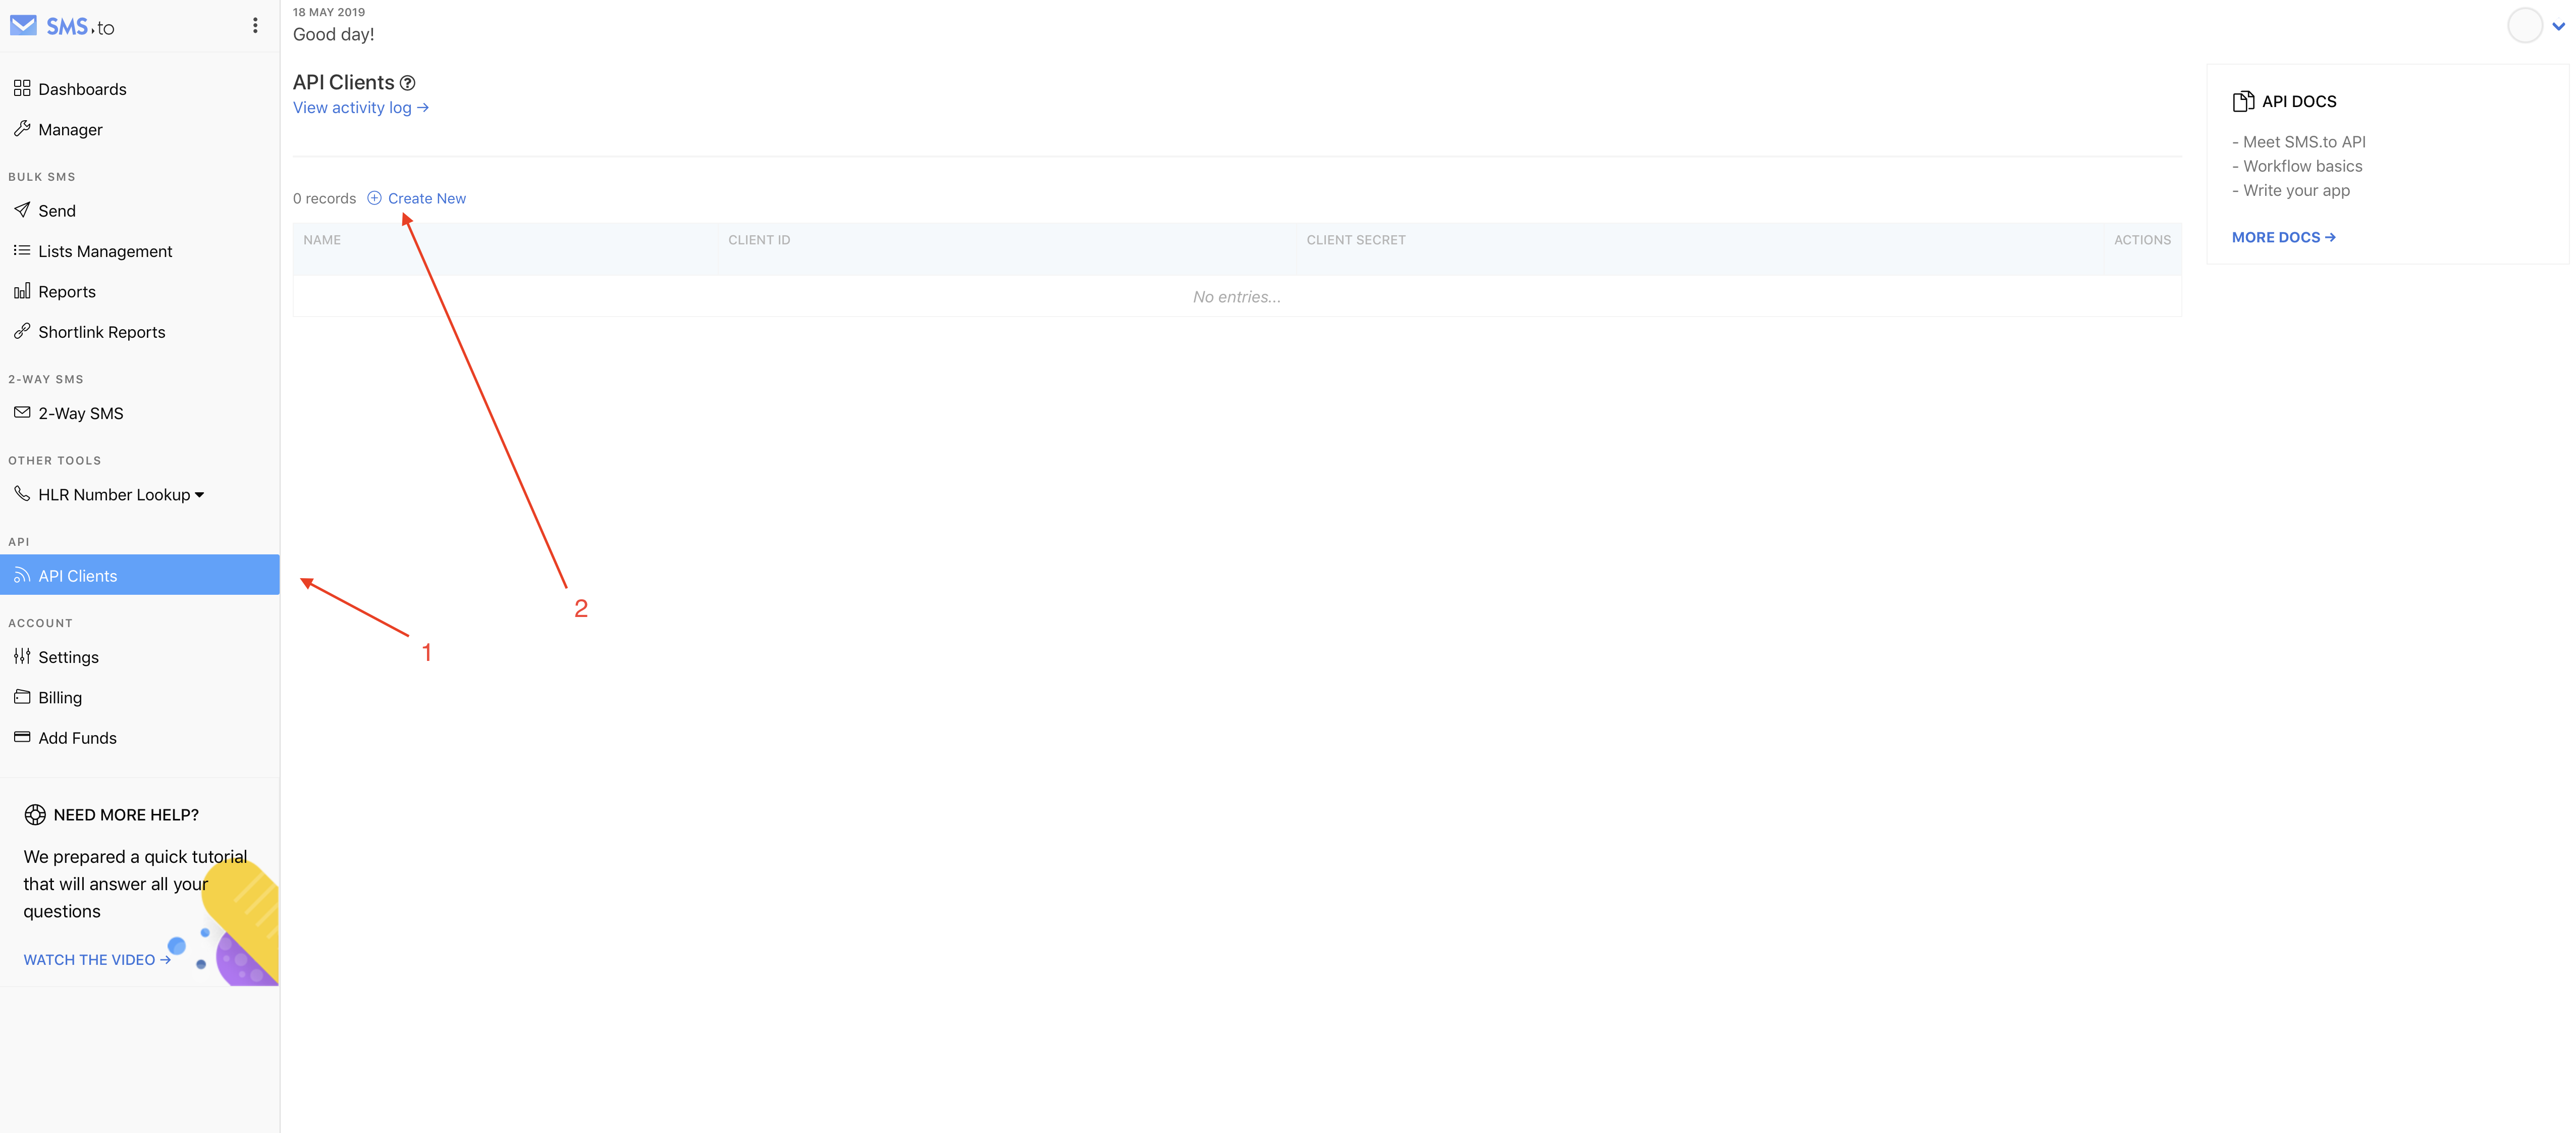 SMS.to
Dashboards
Manager
BULK SMS
Send
Lists Management
Reports
Shortlink Reports
2-WAY SMS
2-Way SMS
OTHER TOOLS
HLR Number Lookup
API
API Clients
ACCOUNT
Settings
Billing
Add Funds
NEED MORE HELP?
We prepared a quick tutorial
that will answer all your
questions
WATCH THE VIDEO →
18 MAY 2019
Good day!
API Clients ?
View activity log →
0 records + Create New
NAME CLIENT ID CLIENT SECRET ACTIONS
No entries...
2
1
API DOCS
- Meet SMS.to API
- Workflow basics
- Write your app
MORE DOCS →